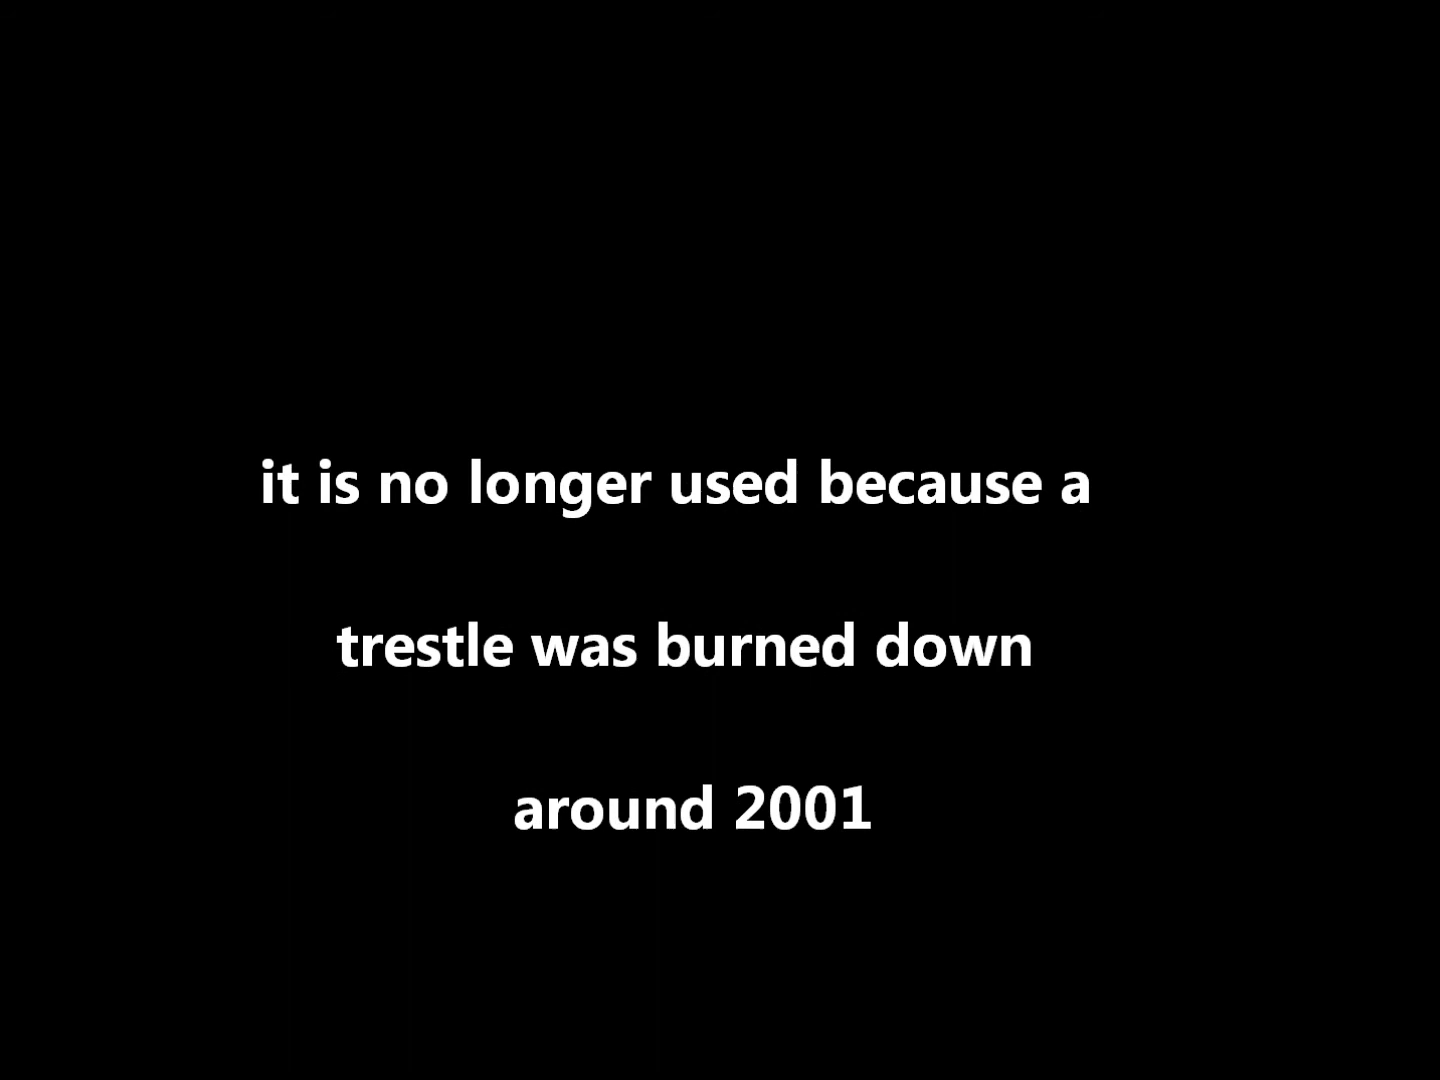 it is no longer used because a
trestle was burned down
around 2001